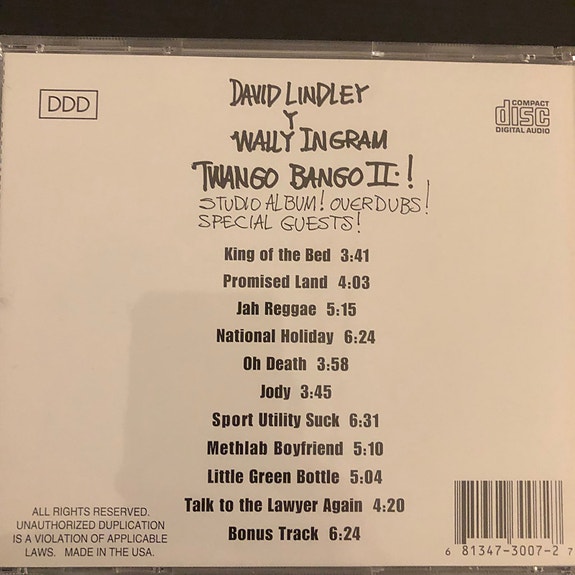 DDD
COMPACT
disc
DIGITAL AUDIO
DAVID LINDLEY
Y
WALLY INGRAM
TWANGO BANGO II!
STUDIO ALBUM! OVERDUBS!
SPECIAL GUESTS!
King of the Bed 3:41
Promised Land 4:03
Jah Reggae 5:15
National Holiday 6:24
Oh Death 3:58
Jody 3:45
Sport Utility Suck 6:31
Methlab Boyfriend 5:10
Little Green Bottle 5:04
Talk to the Lawyer Again 4:20
Bonus Track 6:24
ALL RIGHTS RESERVED.
UNAUTHORIZED DUPLICATION
IS A VIOLATION OF APPLICABLE
LAWS. MADE IN THE USA.
6 81347-3007-2 7